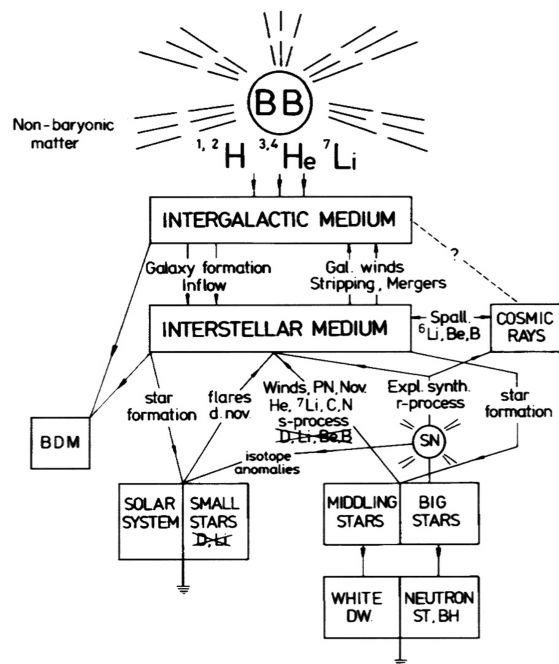 BB
Non-baryonic
matter
1, 2 H 3,4 He 7 Li
INTERGALACTIC MEDIUM
?
Galaxy formation
Inflow
Gal. winds
Stripping, Mergers
INTERSTELLAR MEDIUM
Spall.
6 Li, Be, B
COSMIC
RAYS
BDM
star
formation
flares
d. nov.
Winds, PN, Nov.
He, 7 Li, C, N
s-process
D, Li, Be, B
Expl. synth.
r-process
star
formation
SN
isotope
anomalies
SOLAR
SYSTEM
SMALL
STARS
D, Li
MIDDLING
STARS
BIG
STARS
WHITE
DW.
NEUTRON
ST, BH